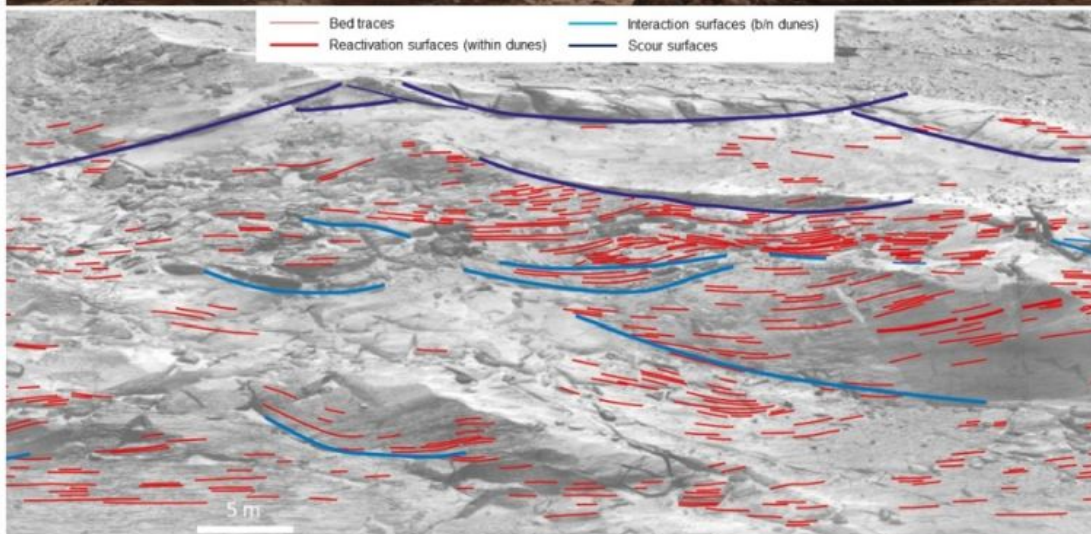 Bed traces
Reactivation surfaces (within dunes)
Interaction surfaces (b/n dunes)
Scour surfaces
5 m